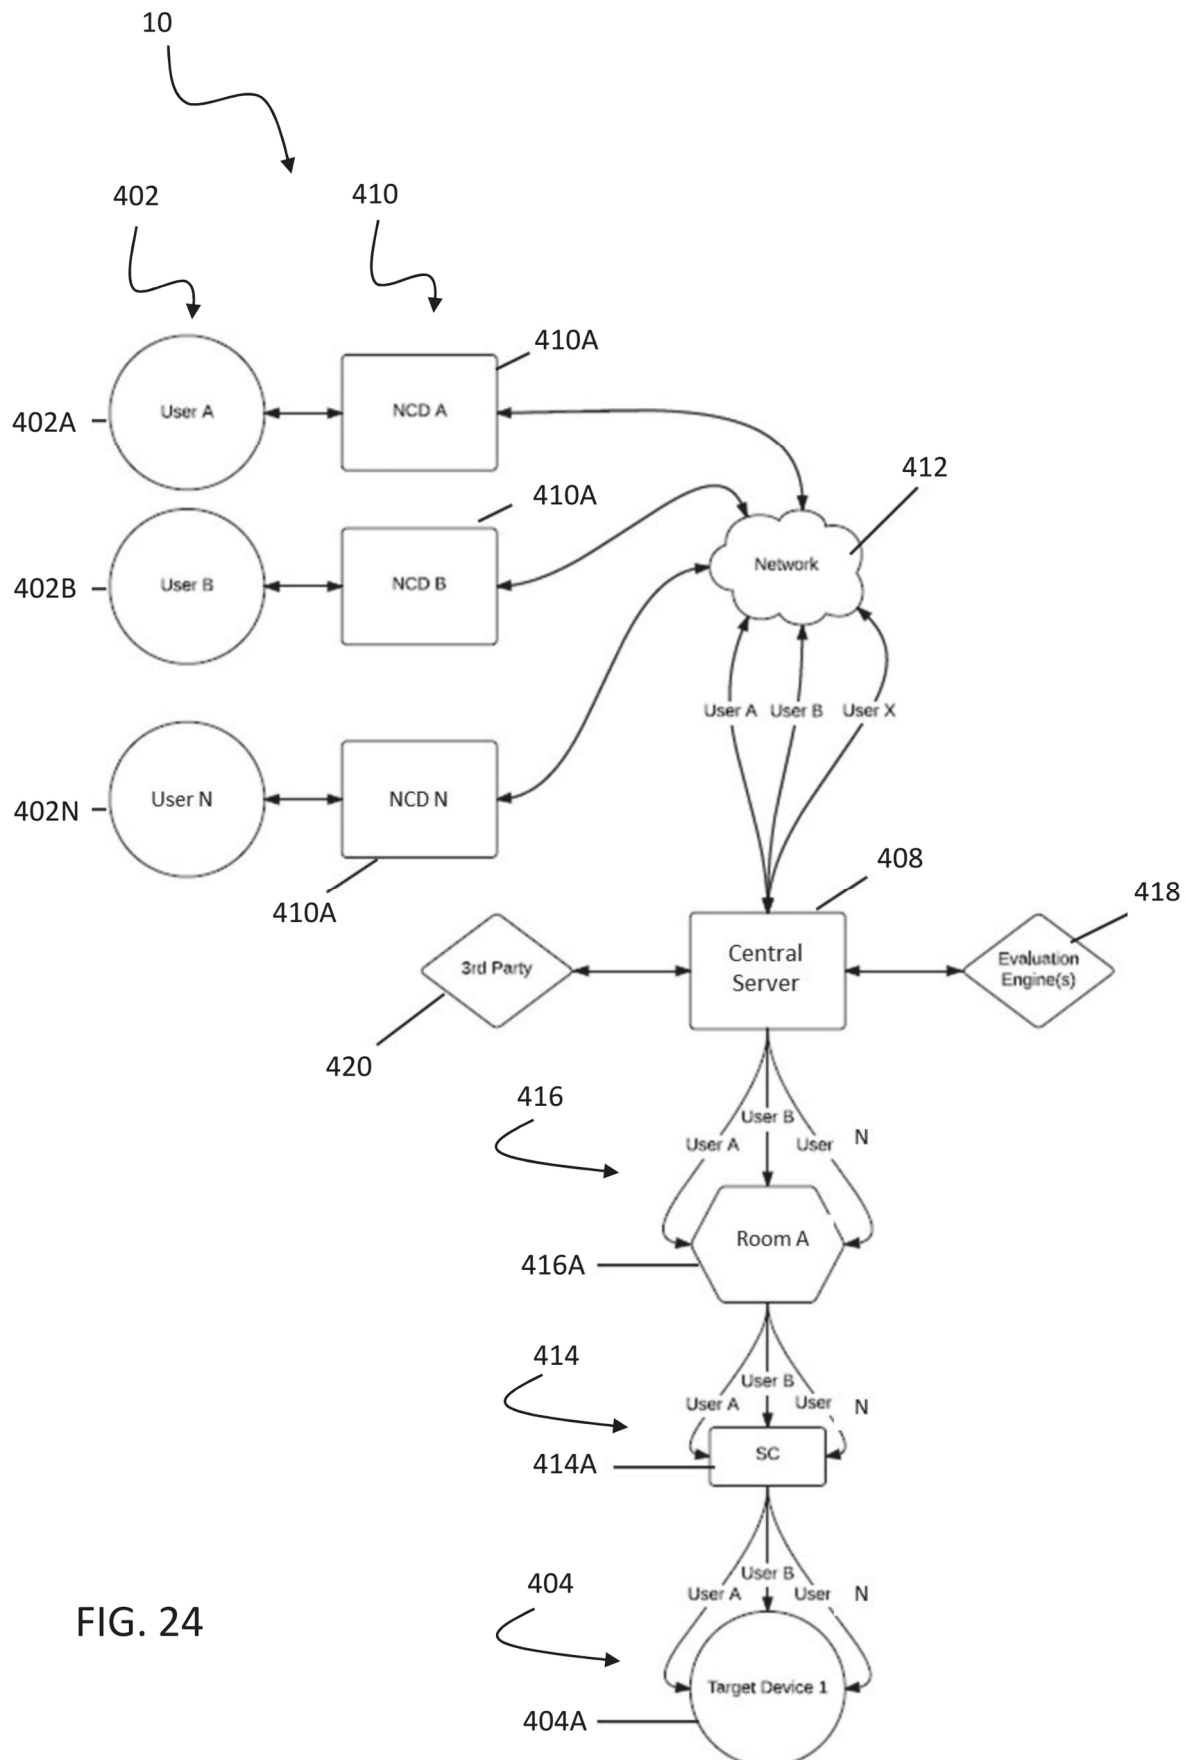 10
402
410
410A
User A
NCD A
402A
412
410A
Network
User B
NCD B
402B
User A
User B
User X
User N
NCD N
402N
408
410A
418
3rd Party
Central
Server
Evaluation
Engine(s)
420
416
User B
User A
User
N
Room A
416A
414
User B
User A
User
N
SC
414A
404
User B
User A
User
N
FIG. 24
Target Device 1
404A